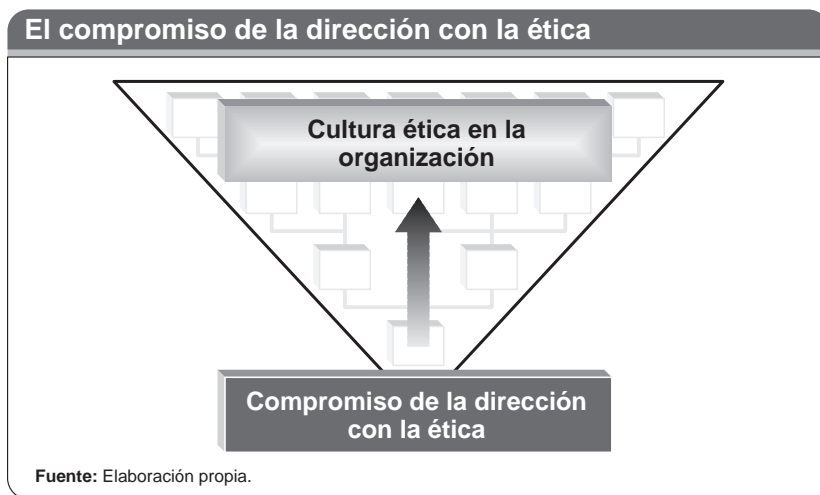 El compromiso de la dirección con la ética
Cultura ética en la
organización
Compromiso de la dirección
con la ética
Fuente: Elaboración propia.